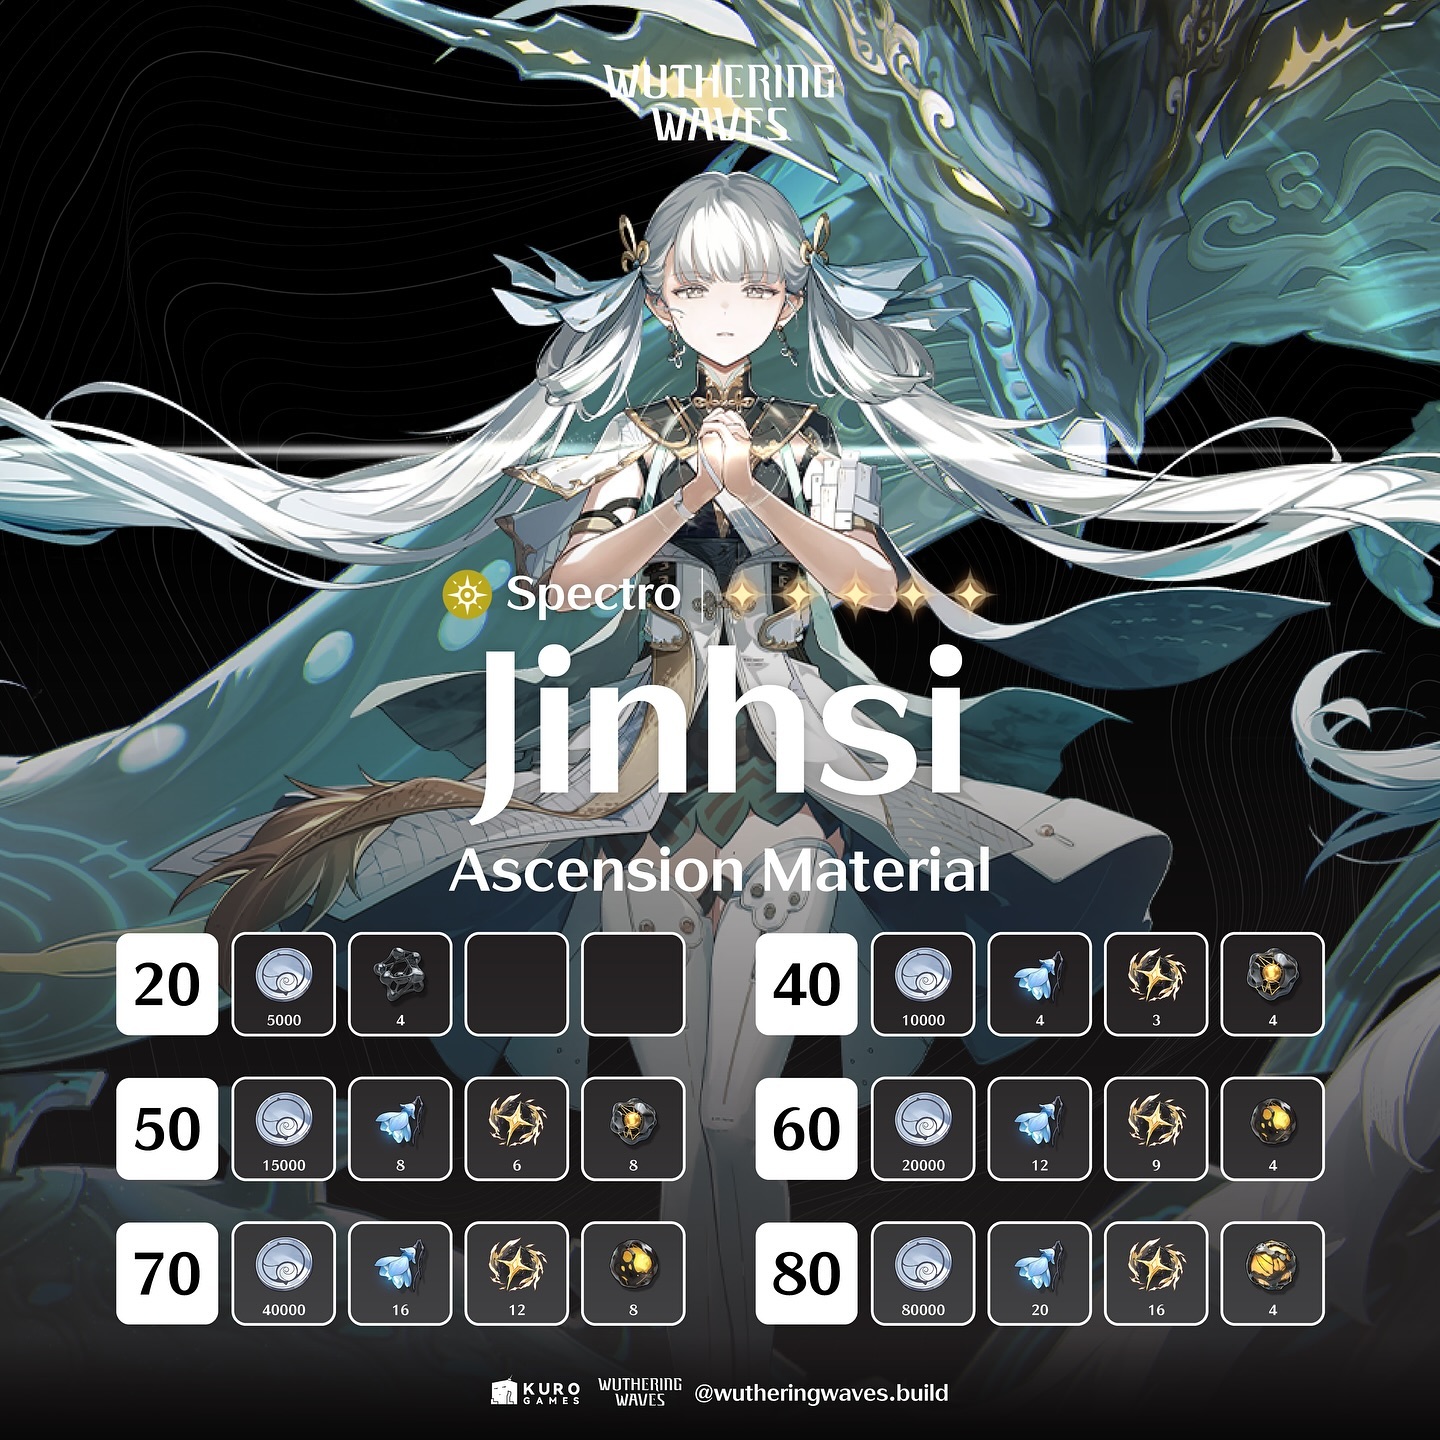 WUTHERING
WAVES
Spectro
Jinhsi
Ascension Material
20 5000 4
40 10000 4 3 4
50 15000 8 6 8
60 20000 12 9 4
70 40000 16 12 8
80 80000 20 16 4
KURO GAMES WUTHERING WAVES @wutheringwaves.build